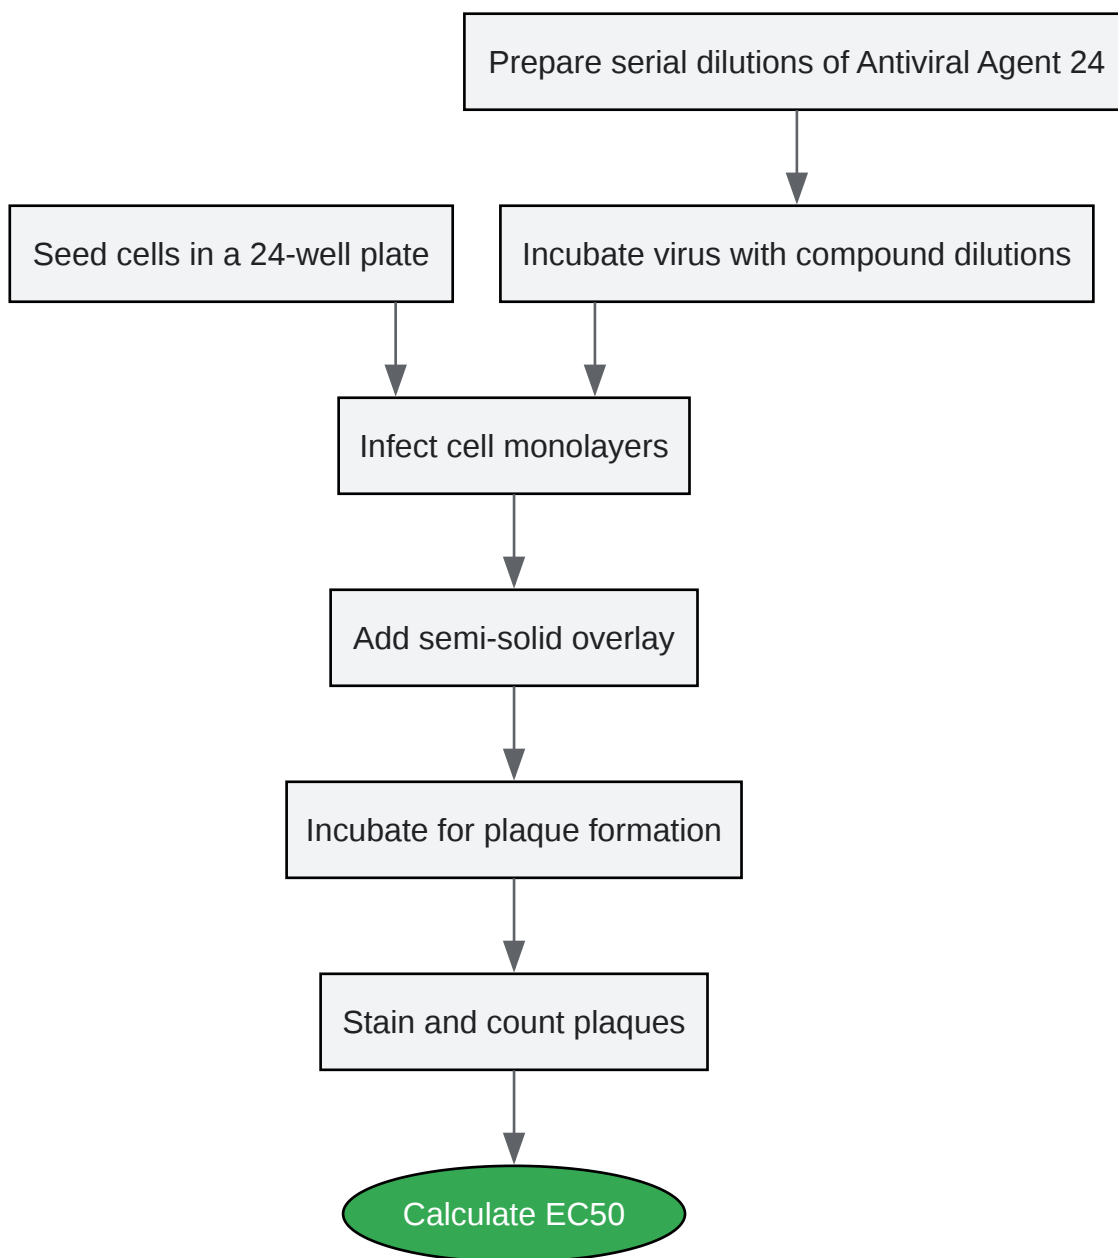 Prepare serial dilutions of Antiviral Agent 24
Seed cells in a 24-well plate
Incubate virus with compound dilutions
Infect cell monolayers
Add semi-solid overlay
Incubate for plaque formation
Stain and count plaques
Calculate EC50